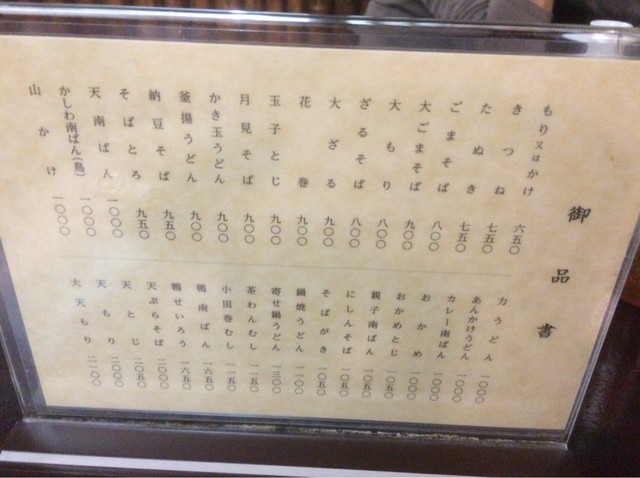 御品書
もり又はかけ 六五〇
きつね 七五〇
たぬき 七五〇
ごまそば 八〇〇
大ごまそば 九〇〇
大もり 八〇〇
ざるそば 八〇〇
大ざる 九〇〇
花巻 九〇〇
玉子とじ 九〇〇
月見そば 九〇〇
かき玉うどん 九〇〇
釜揚うどん 九〇〇
納豆そば 九五〇
そばとろ 九五〇
天南ばん 一〇〇〇
かしわ南ばん(鳥) 一〇〇〇
山かけ 一〇〇〇
力うどん 一〇〇〇
あんかけうどん 一〇〇〇
カレー南ばん 一〇〇〇
おかめ 一〇〇〇
おかめとじ 一〇五〇
親子南ばん 一〇五〇
にしんそば 一〇五〇
そばがき 一〇五〇
鍋焼うどん 一一〇〇
寄せ鍋うどん 一三〇〇
茶わんむし 一一五〇
小田巻むし 一一五〇
鴨南ばん 一六五〇
鴨せいろう 一六五〇
天ぷらそば 二〇〇〇
天とじ 二〇五〇
天もり 二〇〇〇
大天もり 二一〇〇